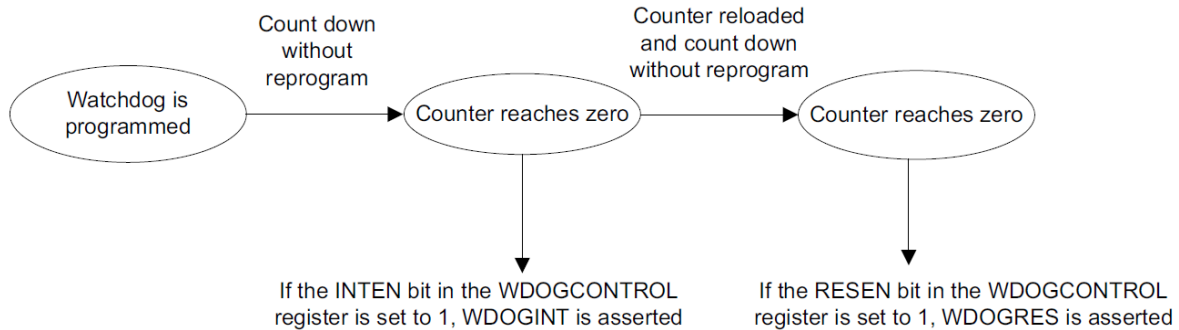 Count down
without
reprogram
Counter reloaded
and count down
without reprogram
Watchdog is
programmed
Counter reaches zero
Counter reaches zero
If the INTEN bit in the WDOGCONTROL
register is set to 1, WDOGINT is asserted
If the RESEN bit in the WDOGCONTROL
register is set to 1, WDOGRES is asserted